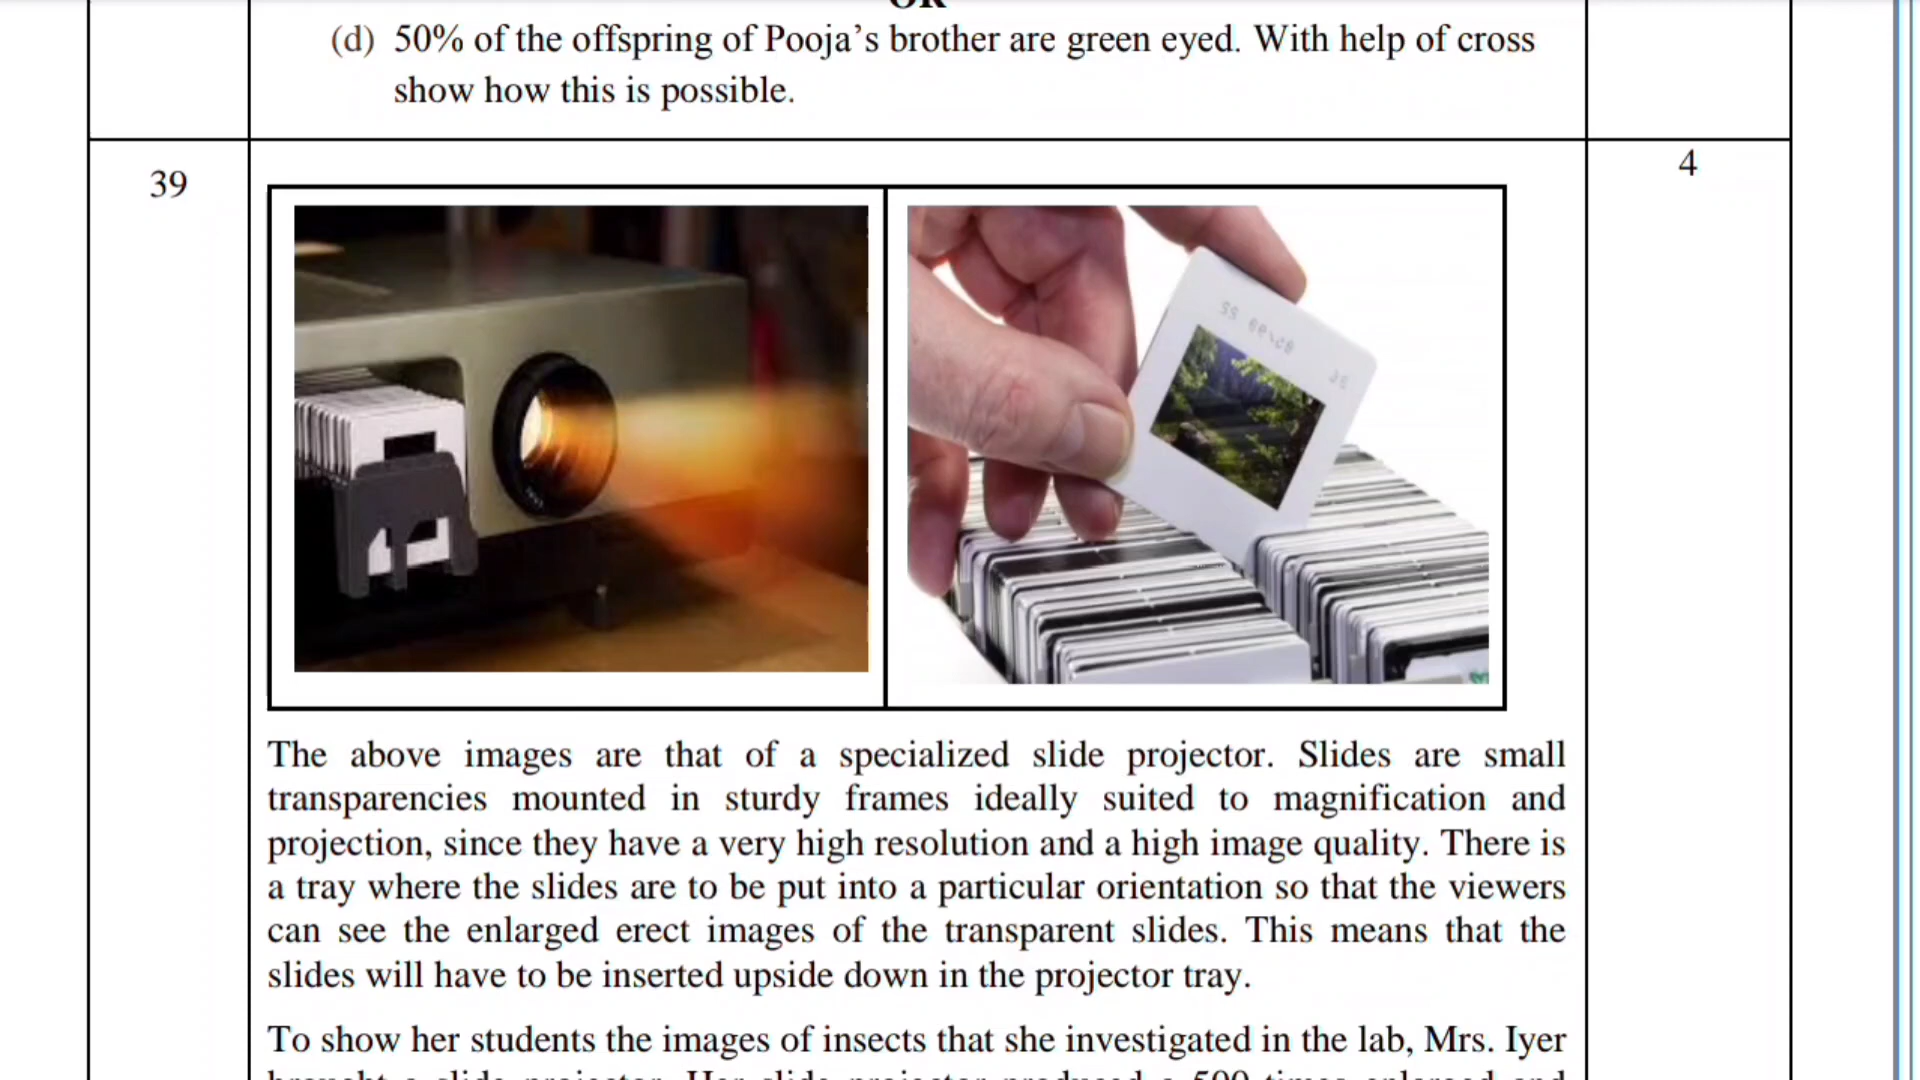 (d) 50% of the offspring of Pooja’s brother are green eyed. With help of cross
show how this is possible.
39
4
The above images are that of a specialized slide projector. Slides are small
transparencies mounted in sturdy frames ideally suited to magnification and
projection, since they have a very high resolution and a high image quality. There is
a tray where the slides are to be put into a particular orientation so that the viewers
can see the enlarged erect images of the transparent slides. This means that the
slides will have to be inserted upside down in the projector tray.
To show her students the images of insects that she investigated in the lab, Mrs. Iyer